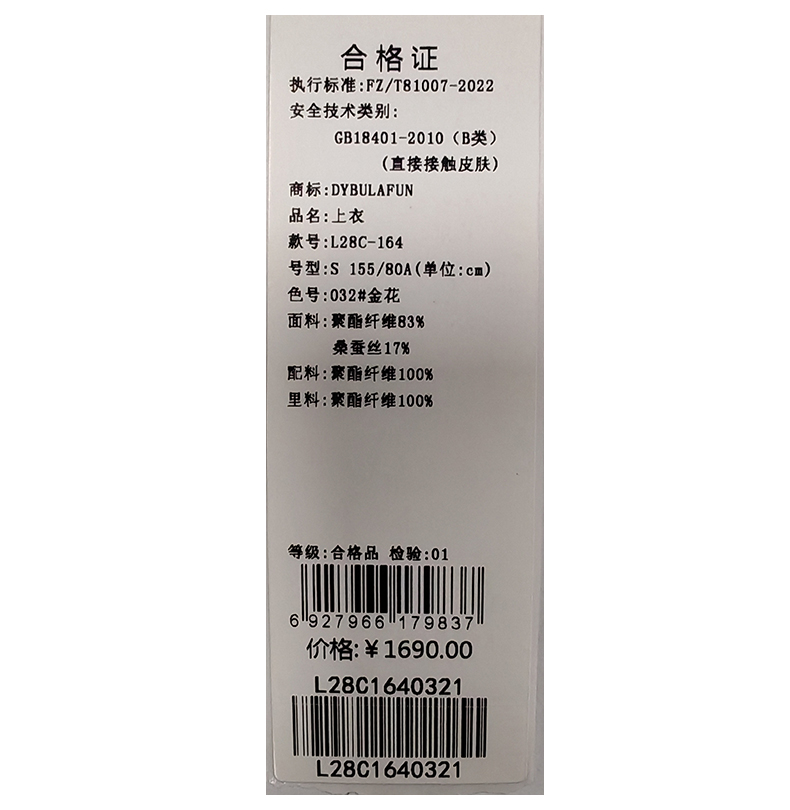 合格证
执行标准:FZ/T81007-2022
安全技术类别:
GB18401-2010（B类）
(直接接触皮肤)
商标:DYBULAFUN
品名:上衣
款号:L28C-164
号型:S 155/80A(单位:cm)
色号:032#金花
面料:聚酯纤维83%
桑蚕丝17%
配料:聚酯纤维100%
里料:聚酯纤维100%
等级:合格品 检验:01
6 927966 179837
价格:￥1690.00
L28C1640321
L28C1640321